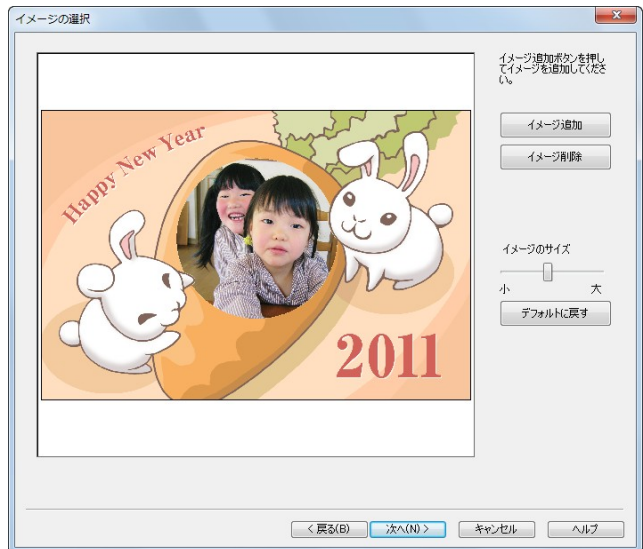 イメージの選択
イメージ追加ボタンを押し
てイメージを追加してくださ
い。
イメージ追加
イメージ削除
Happy New Year
イメージのサイズ
小 大
デフォルトに戻す
2011
< 戻る(B) 次へ(N) > キャンセル ヘルプ